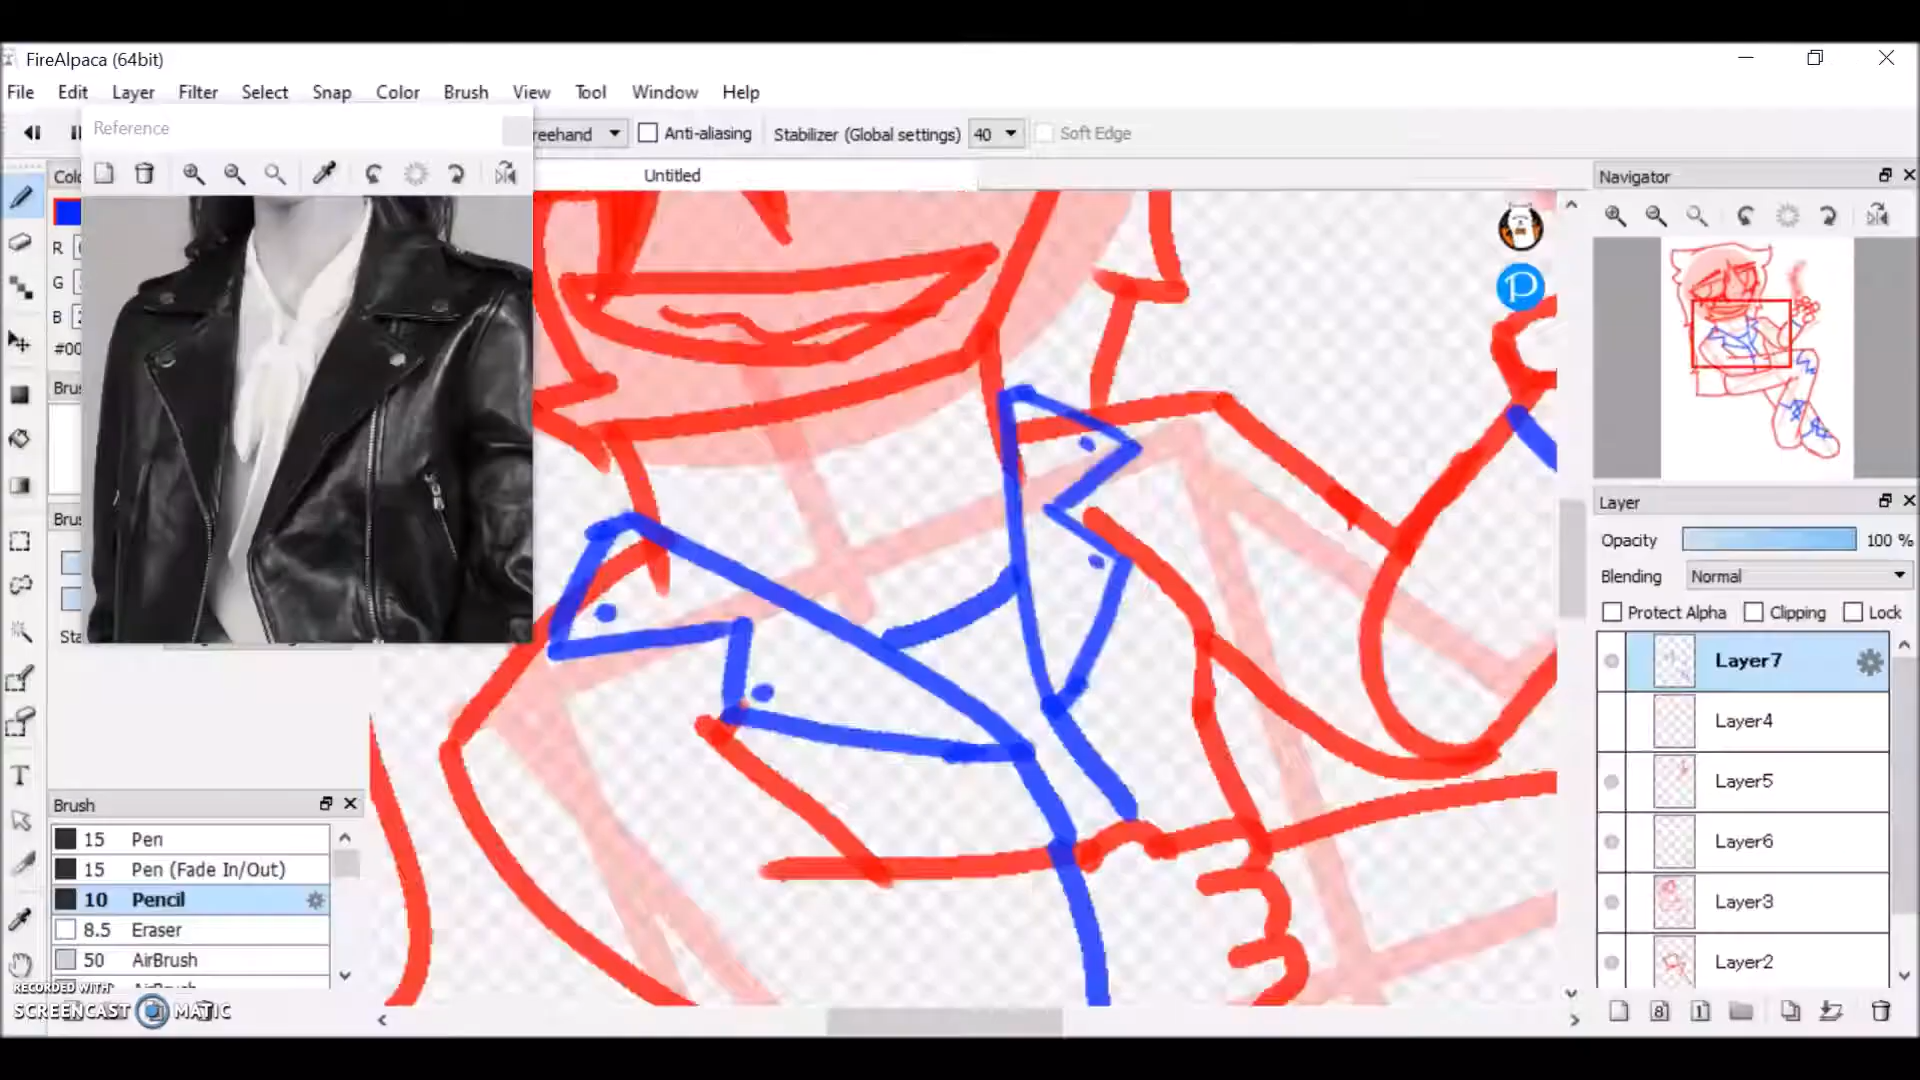 FireAlpaca (64bit)
File Edit Layer Filter Select Snap Color Brush View Tool Window Help
Reference
reehand Anti-aliasing Stabilizer (Global settings) 40 Soft Edge
Untitled
Colo
R
G
B
#00
Brus
Brus
Sta
Navigator
Layer
Opacity 100 %
Blending Normal
Protect Alpha Clipping Lock
Layer7
Layer4
Layer5
Layer6
Layer3
Layer2
Brush
15 Pen
15 Pen (Fade In/Out)
10 Pencil
8.5 Eraser
50 AirBrush
RECORDED WITH
SCREENCAST MATIC